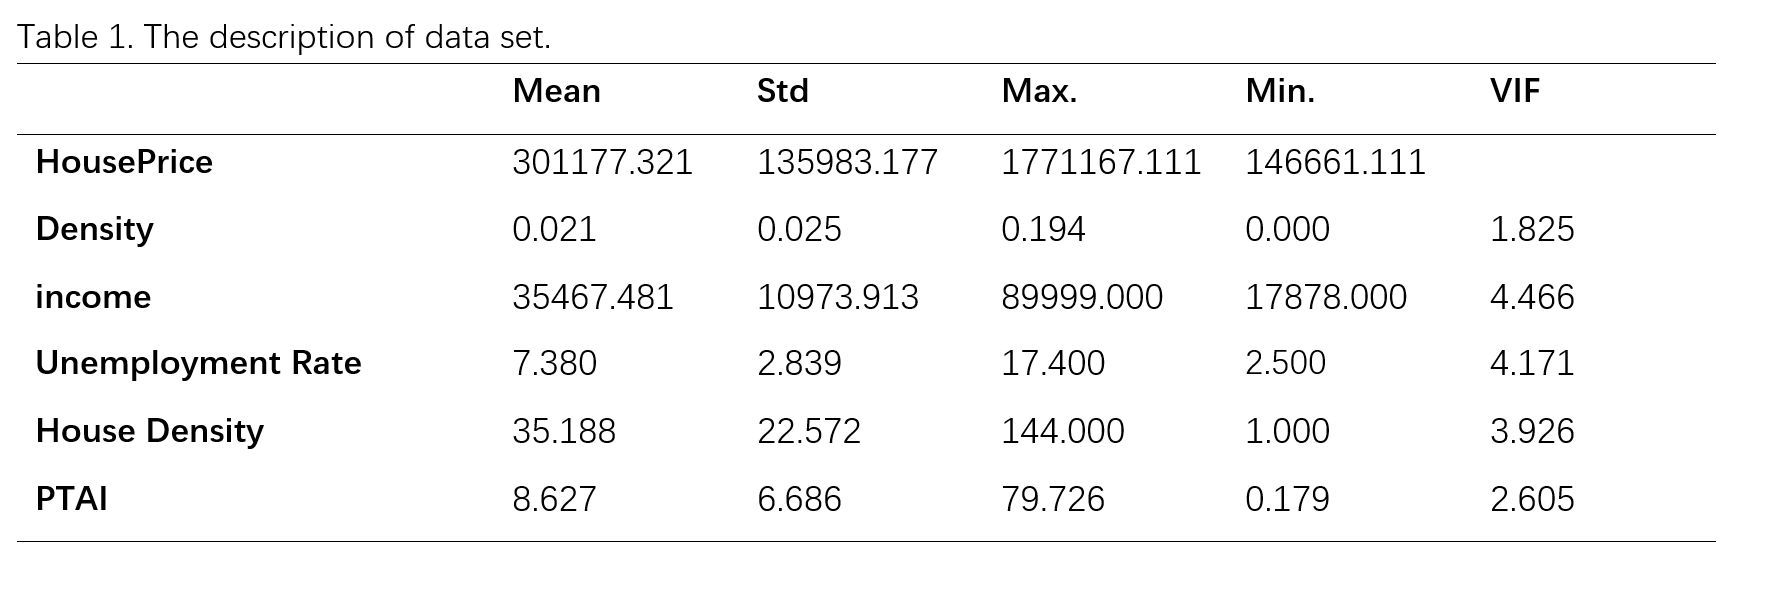 Table 1. The description of data set.
Mean Std Max. Min. VIF
HousePrice 301177.321 135983.177 1771167.111 146661.111
Density 0.021 0.025 0.194 0.000 1.825
income 35467.481 10973.913 89999.000 17878.000 4.466
Unemployment Rate 7.380 2.839 17.400 2.500 4.171
House Density 35.188 22.572 144.000 1.000 3.926
PTAI 8.627 6.686 79.726 0.179 2.605